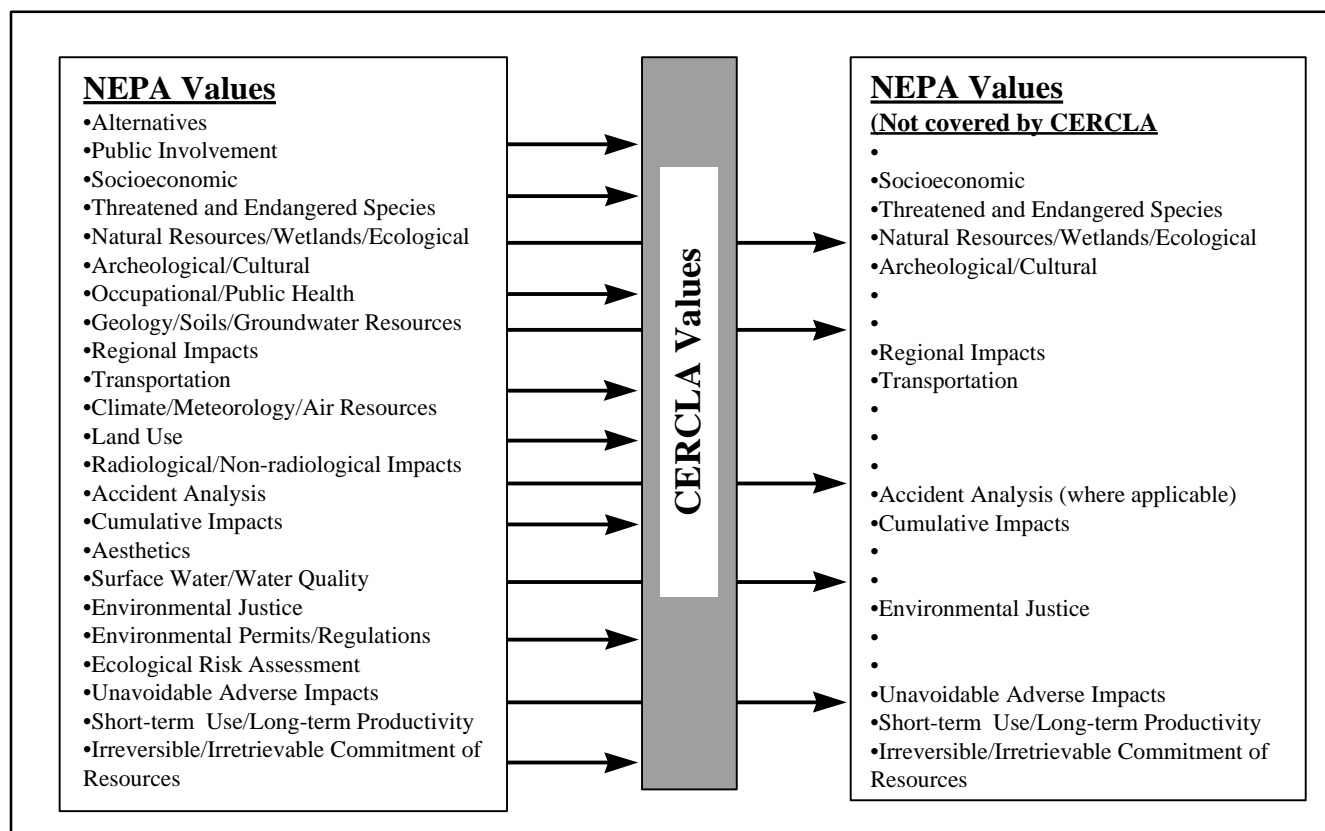 NEPA Values
•Alternatives
•Public Involvement
•Socioeconomic
•Threatened and Endangered Species
•Natural Resources/Wetlands/Ecological
•Archeological/Cultural
•Occupational/Public Health
•Geology/Soils/Groundwater Resources
•Regional Impacts
•Transportation
•Climate/Meteorology/Air Resources
•Land Use
•Radiological/Non-radiological Impacts
•Accident Analysis
•Cumulative Impacts
•Aesthetics
•Surface Water/Water Quality
•Environmental Justice
•Environmental Permits/Regulations
•Ecological Risk Assessment
•Unavoidable Adverse Impacts
•Short-term Use/Long-term Productivity
•Irreversible/Irretrievable Commitment of
Resources
CERCLA Values
NEPA Values
(Not covered by CERCLA
•
•Socioeconomic
•Threatened and Endangered Species
•Natural Resources/Wetlands/Ecological
•Archeological/Cultural
•
•
•Regional Impacts
•Transportation
•
•
•
•Accident Analysis (where applicable)
•Cumulative Impacts
•
•
•Environmental Justice
•
•
•Unavoidable Adverse Impacts
•Short-term Use/Long-term Productivity
•Irreversible/Irretrievable Commitment of
Resources